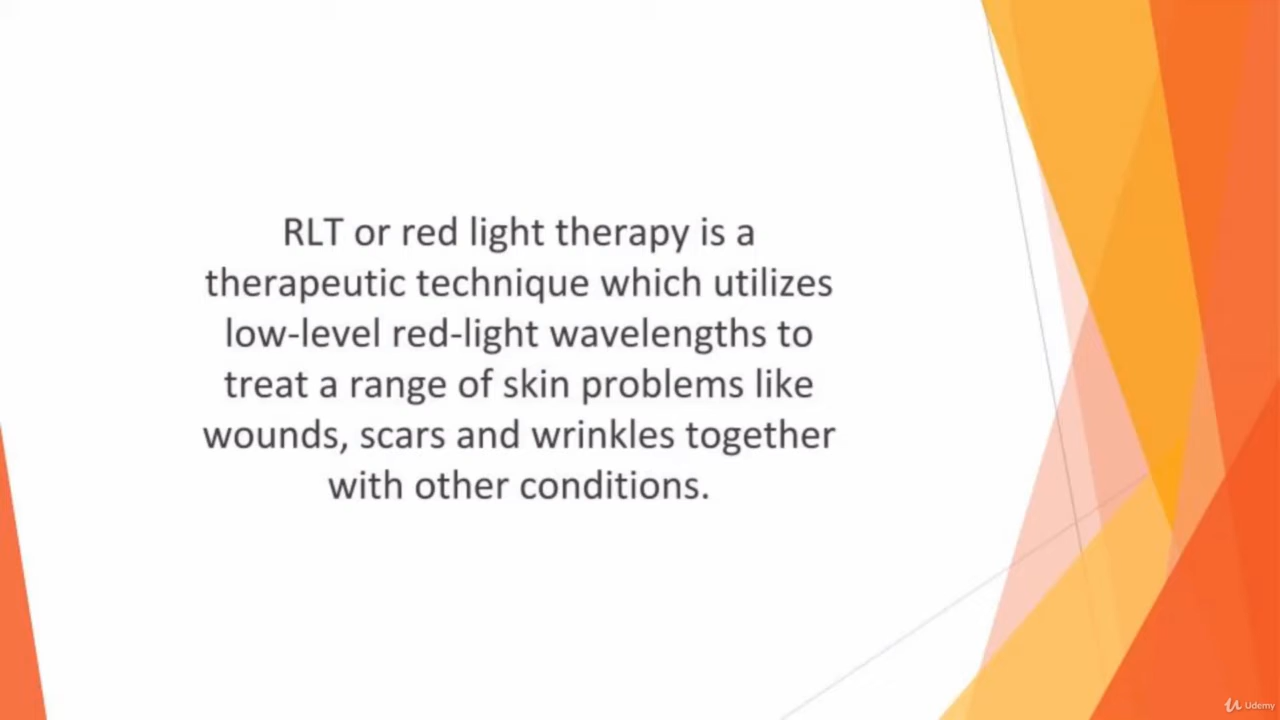 RLT or red light therapy is a
therapeutic technique which utilizes
low-level red-light wavelengths to
treat a range of skin problems like
wounds, scars and wrinkles together
with other conditions.
Udemy